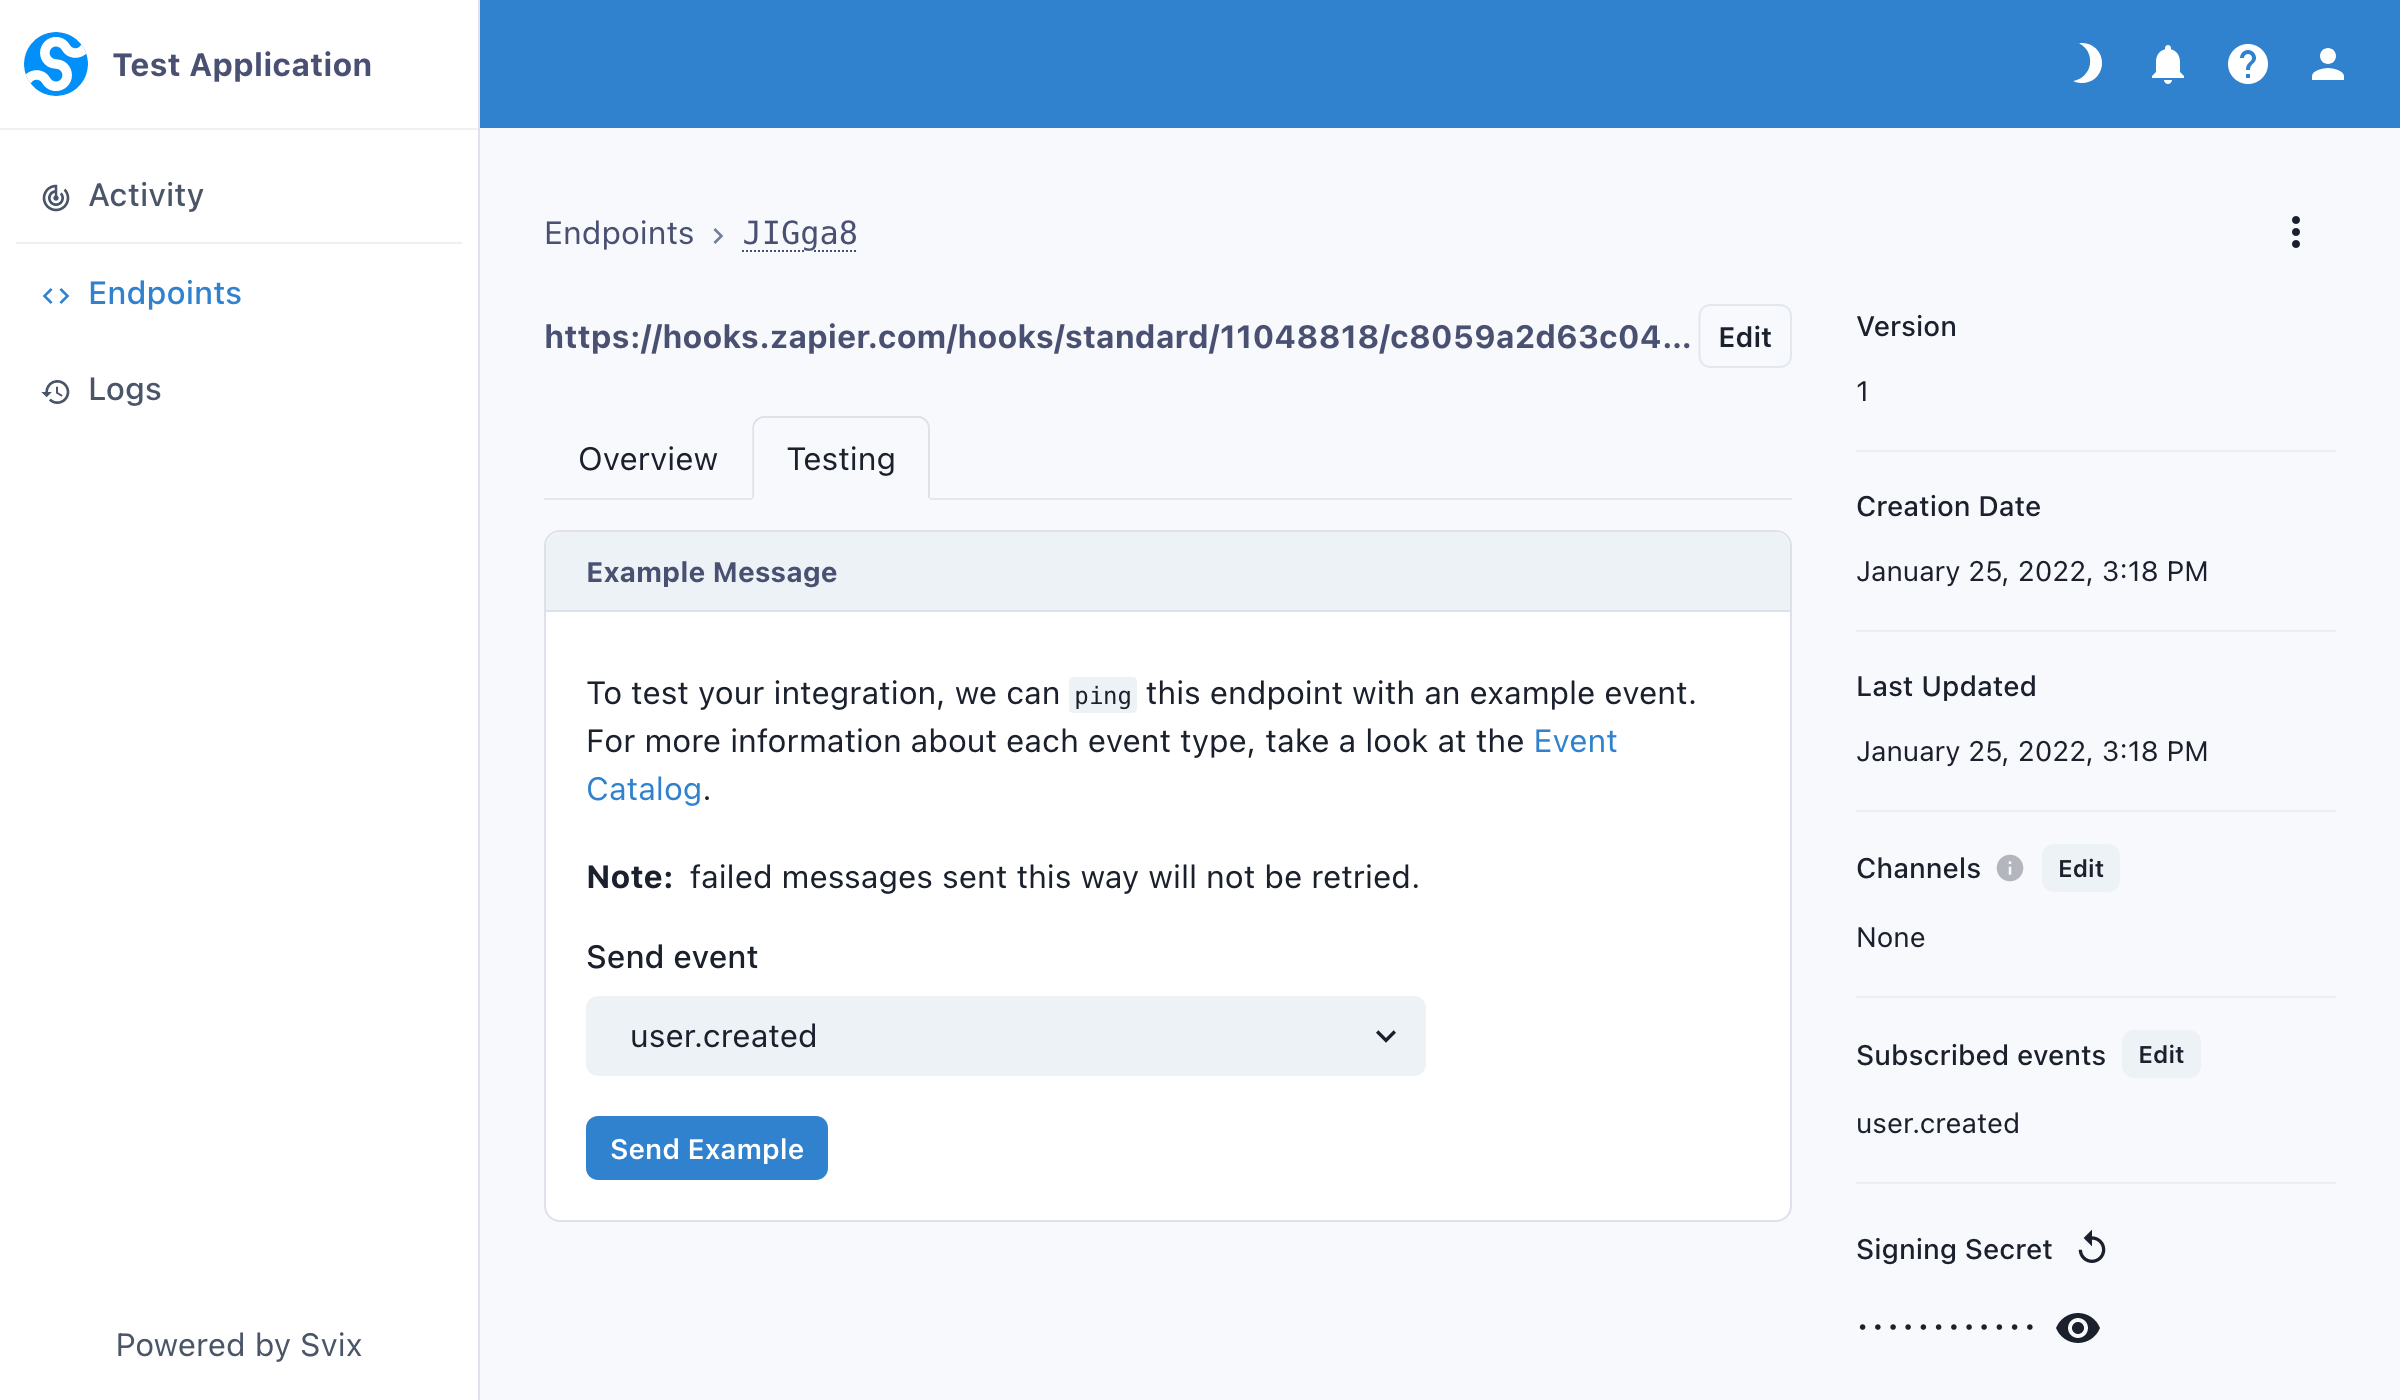 Test Application
Activity
Endpoints
Logs
Powered by Svix
Endpoints › JIGga8
https://hooks.zapier.com/hooks/standard/11048818/c8059a2d63c04...
Edit
Overview
Testing
Example Message
To test your integration, we can ping this endpoint with an example event.
For more information about each event type, take a look at the Event
Catalog.
Note: failed messages sent this way will not be retried.
Send event
user.created
Send Example
Version
1
Creation Date
January 25, 2022, 3:18 PM
Last Updated
January 25, 2022, 3:18 PM
Channels
Edit
None
Subscribed events
Edit
user.created
Signing Secret
············